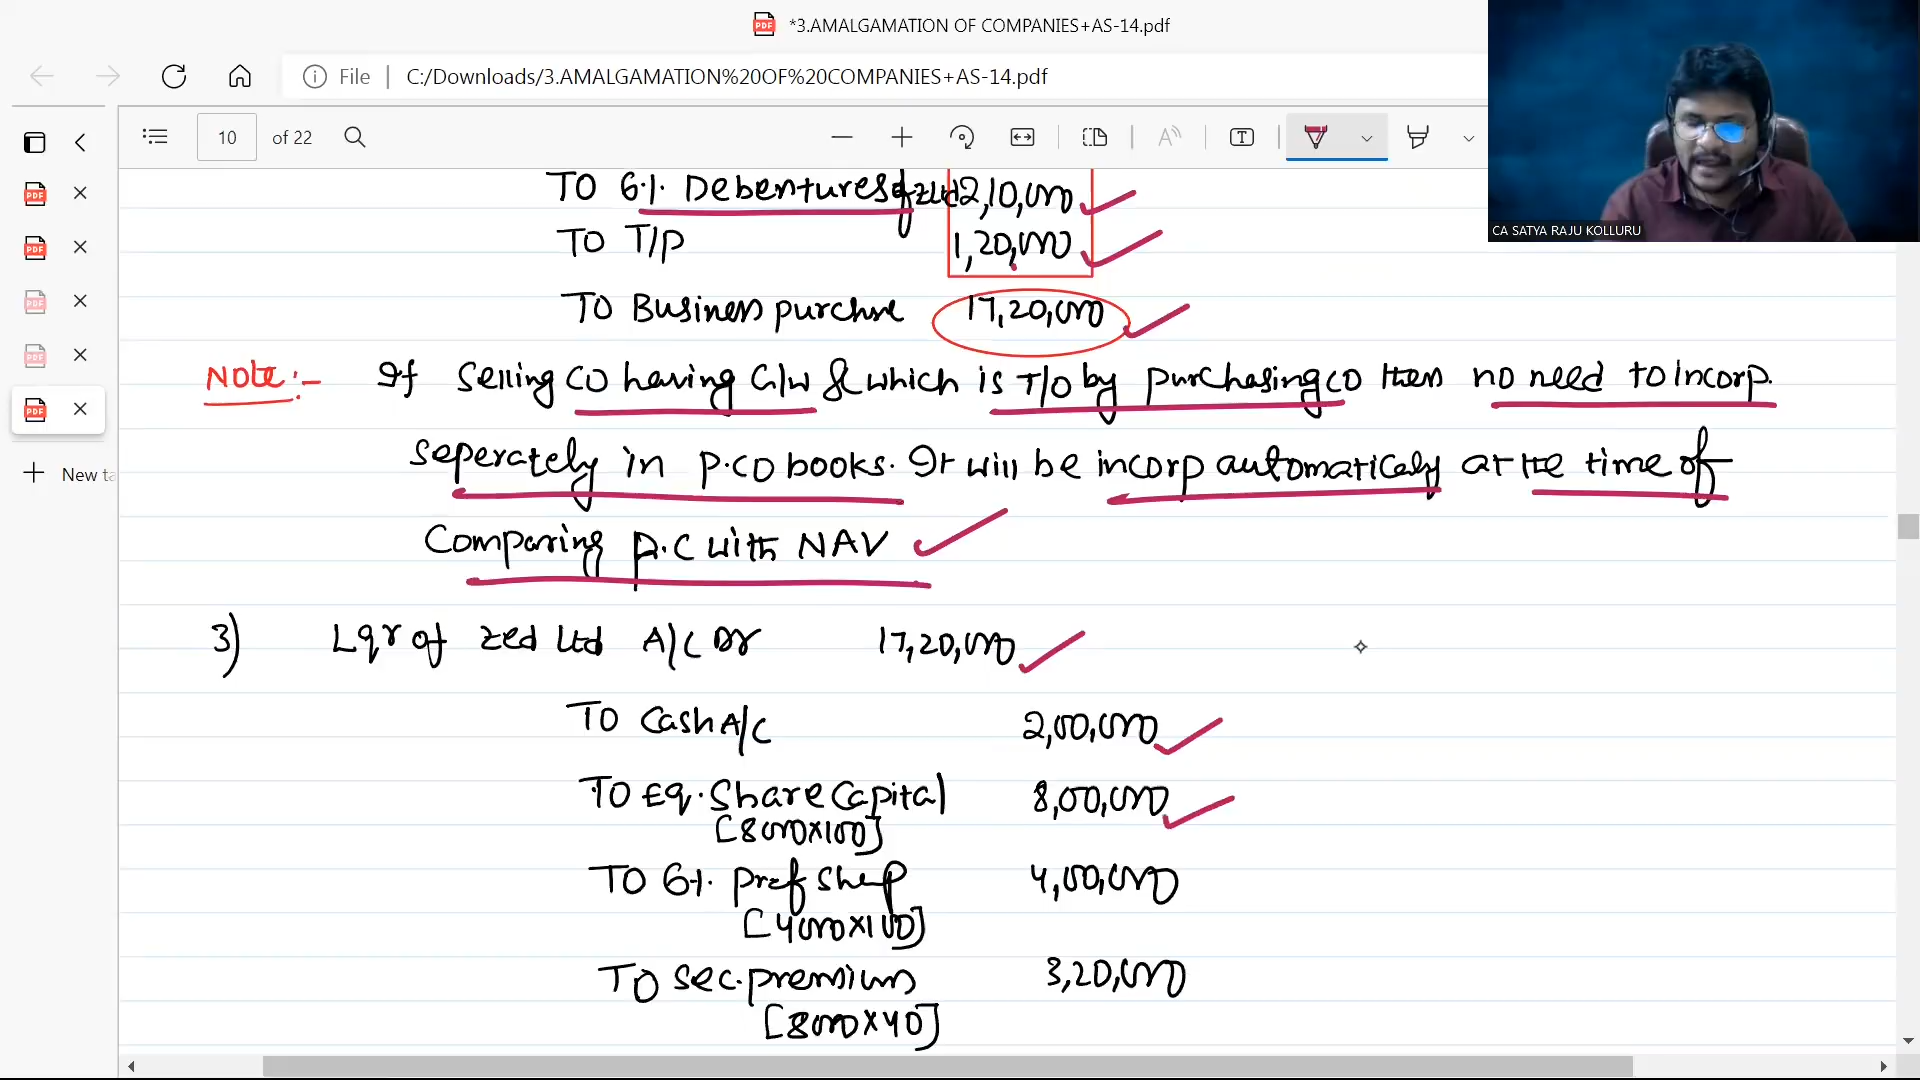 *3.AMALGAMATION OF COMPANIES+AS-14.pdf
File C:/Downloads/3.AMALGAMATION%20OF%20COMPANIES+AS-14.pdf
10 of 22
CA SATYA RAJU KOLLURU
New ta
TO 6%. Debentures of zltd 2,10,000
TO T/P 1,20,000
TO Business purchase 17,20,000
Note:- If Selling CO having G/W & which is T/O by purchasing CO then no need to Incorp.
Seperately in P.CO books. It will be incorp automatically at the time of
Comparing P.C with NAV
3) Lqr of zed Ltd A/C Dr 17,20,000
TO Cash A/C 2,00,000
TO Eq. Share Capital 8,00,000
[8000X100]
TO 6%. Pref 4,00,000
[4000X100]
TO Sec. premium 3,20,000
[8000X40]